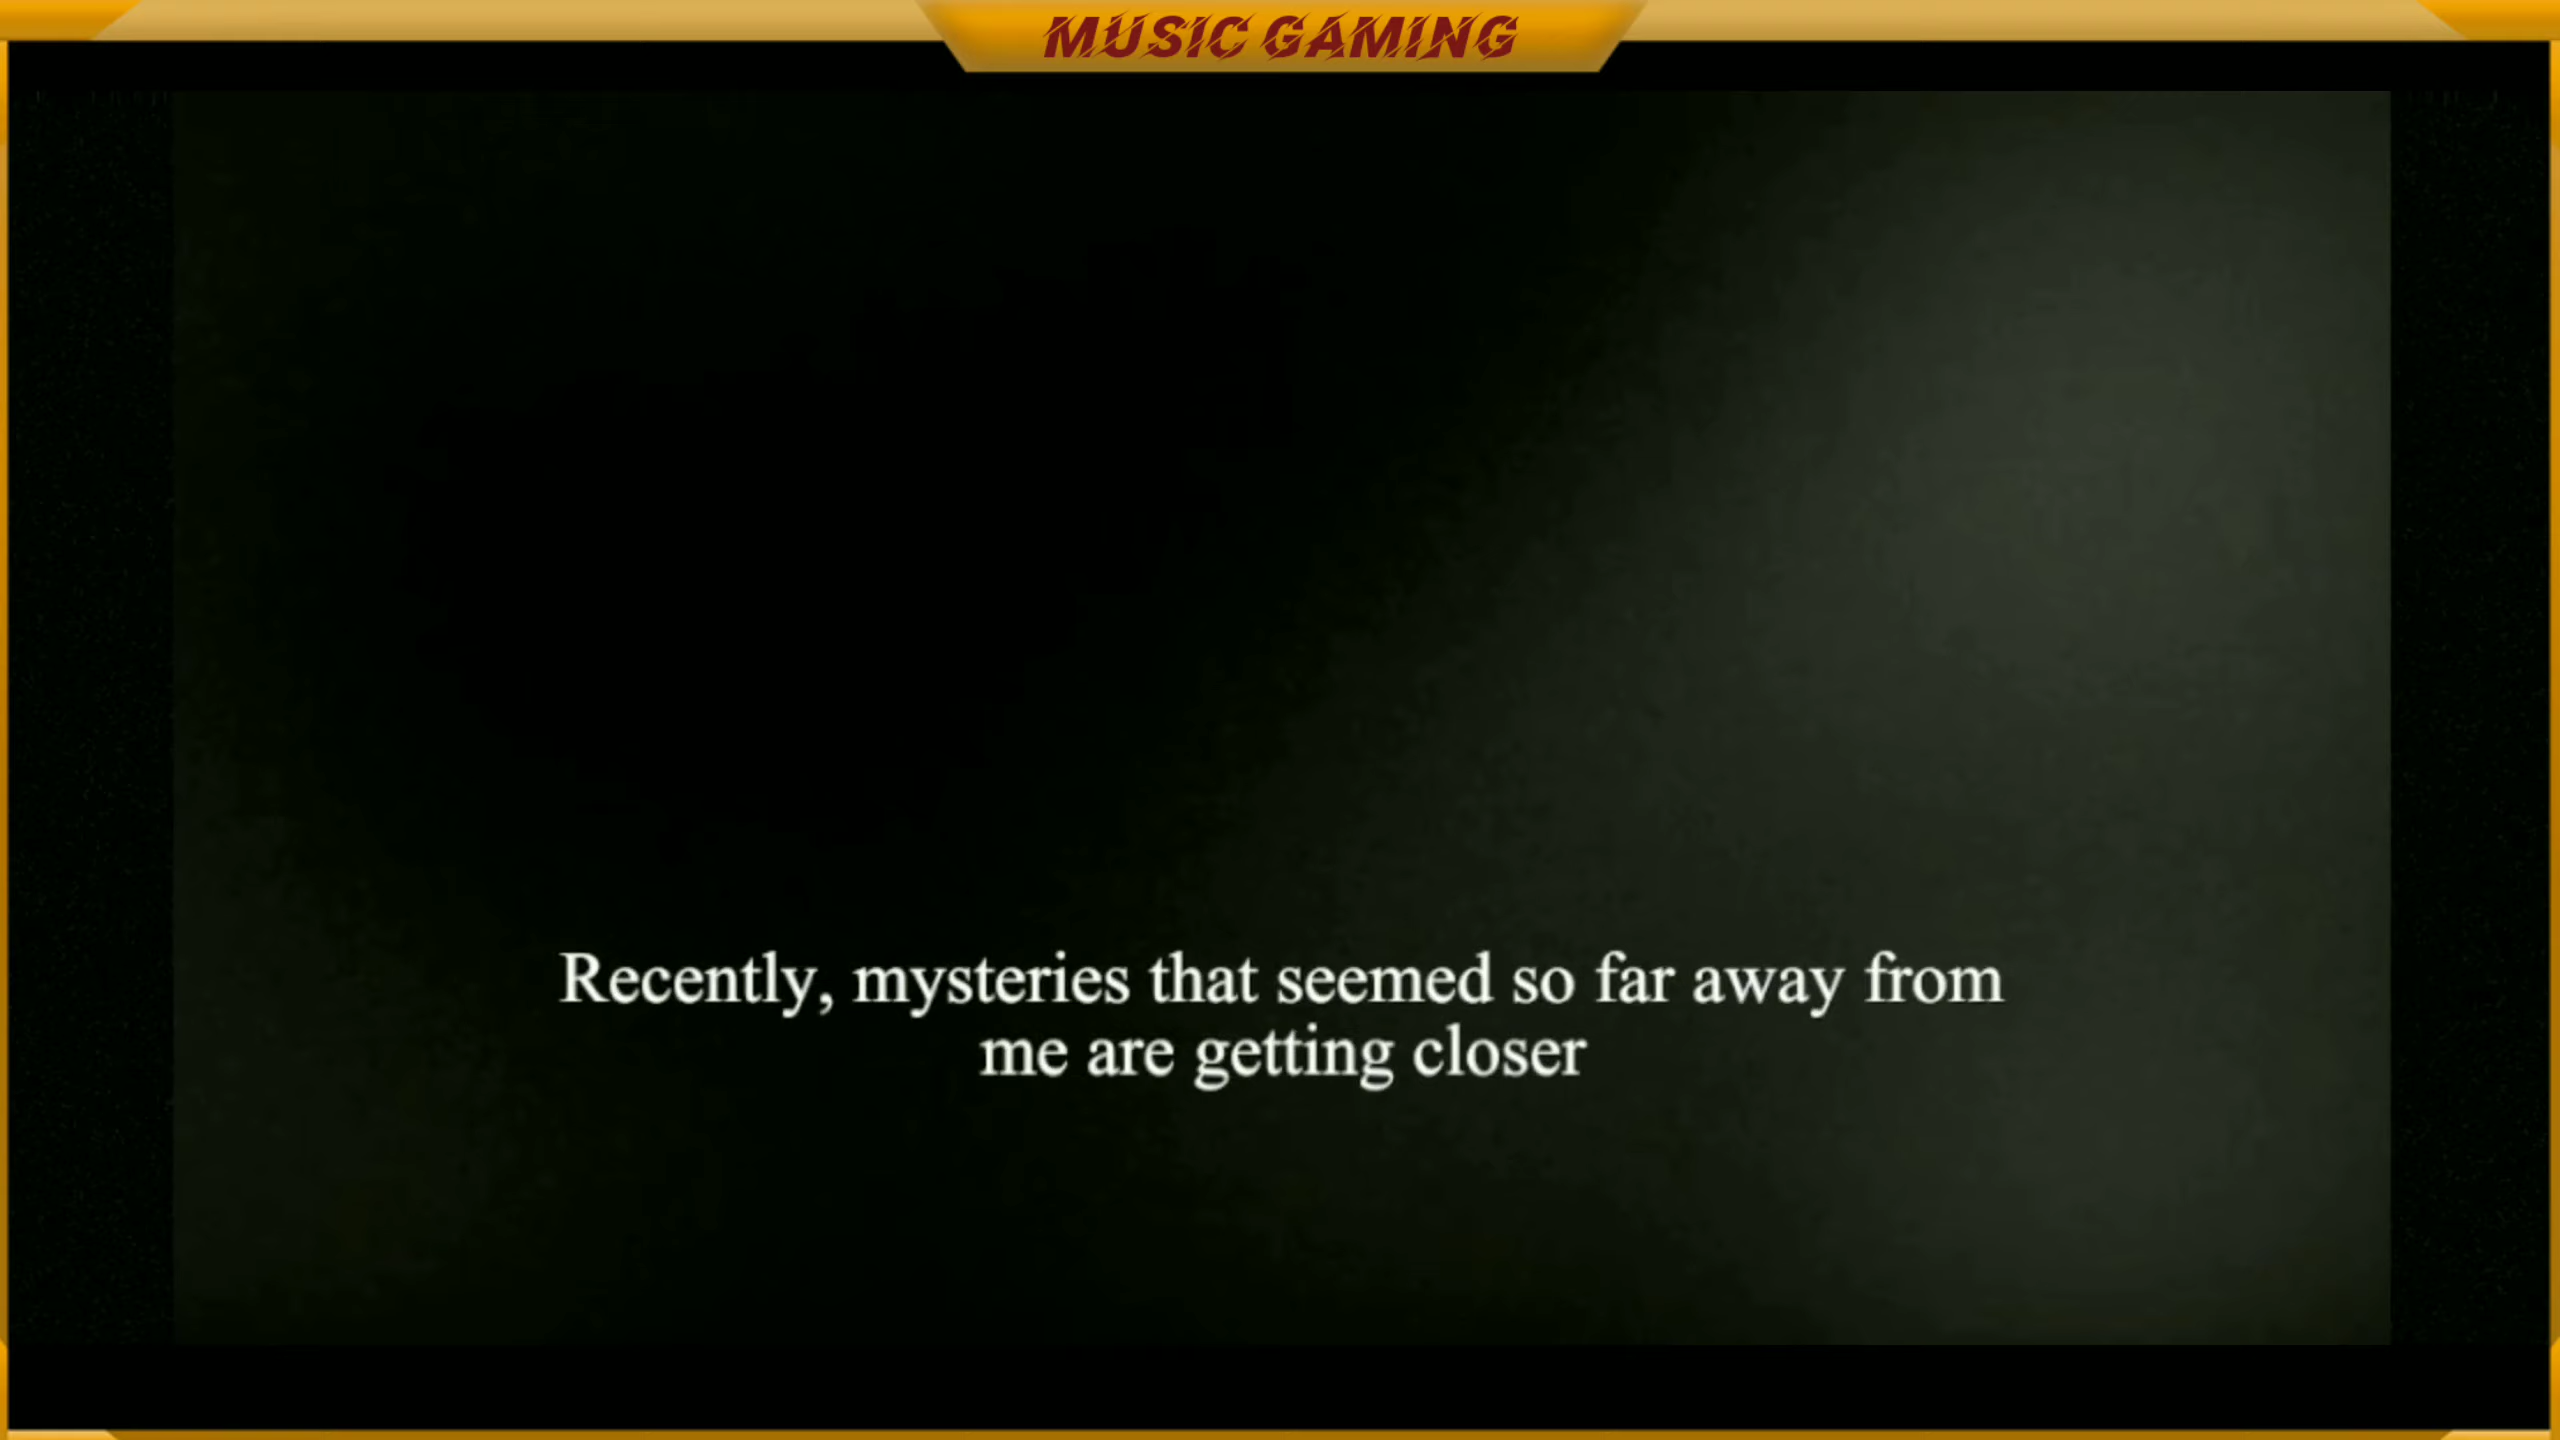 MUSIC GAMING
Recently, mysteries that seemed so far away from
me are getting closer